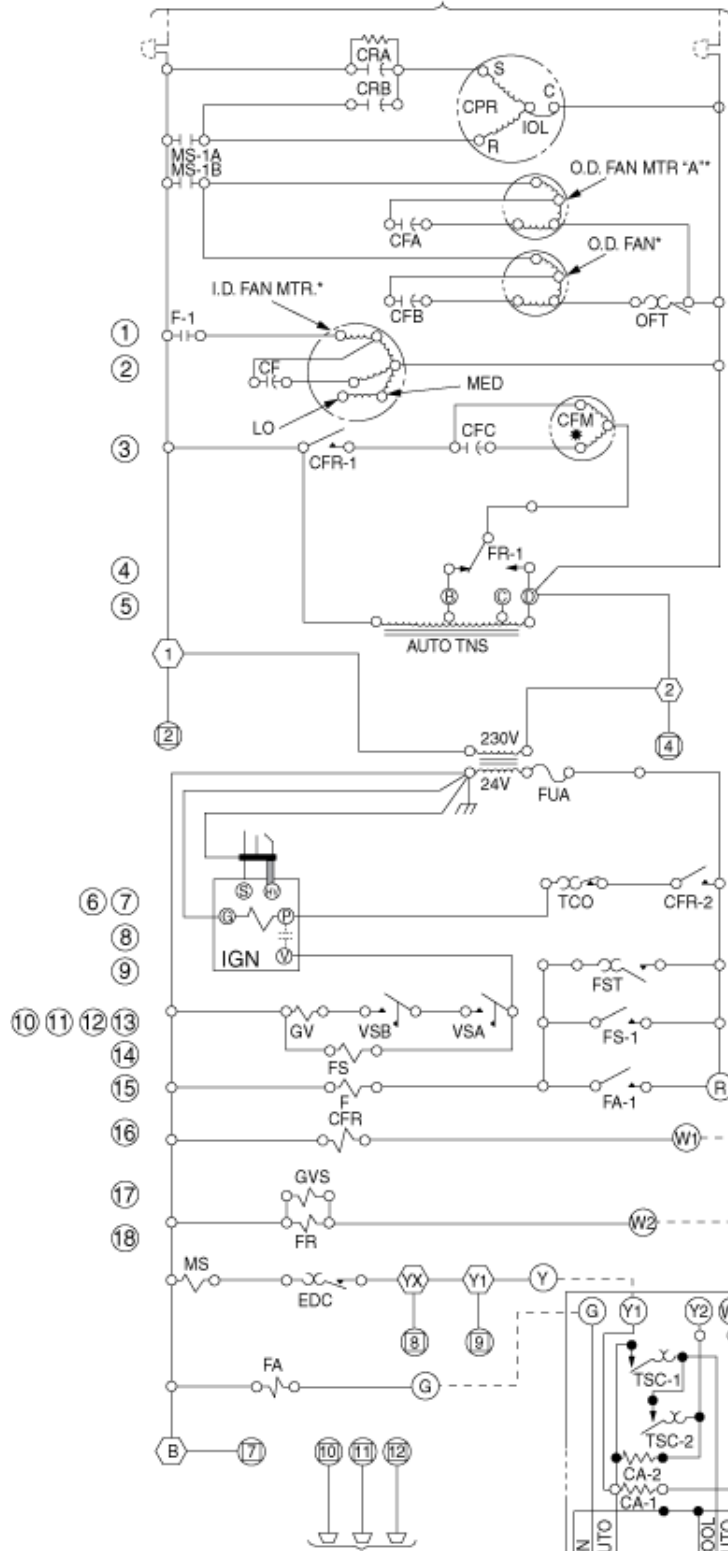 CRA
CRB
S
C
CPR
IOL
R
MS-1A
MS-1B
O.D. FAN MTR "A"*
CFA
O.D. FAN*
I.D. FAN MTR.*
CFB
OFT
1
F-1
2
CF
MED
LO
3
CFR-1
CFC
CFM
FR-1
4
B
C
D
5
AUTO TNS
1
2
2
4
230V
24V
FUA
S
6 7
TCO
CFR-2
G
P
8
IGN
V
9
FST
10 11 12 13
GV
VSB
VSA
FS-1
14
FS
15
F
FA-1
R
CFR
16
W1
GVS
17
18
FR
W2
MS
EDC
YX
Y1
Y
8
9
G
Y1
Y2
TSC-1
FA
G
TSC-2
B
7
10
11
12
CA-2
CA-1